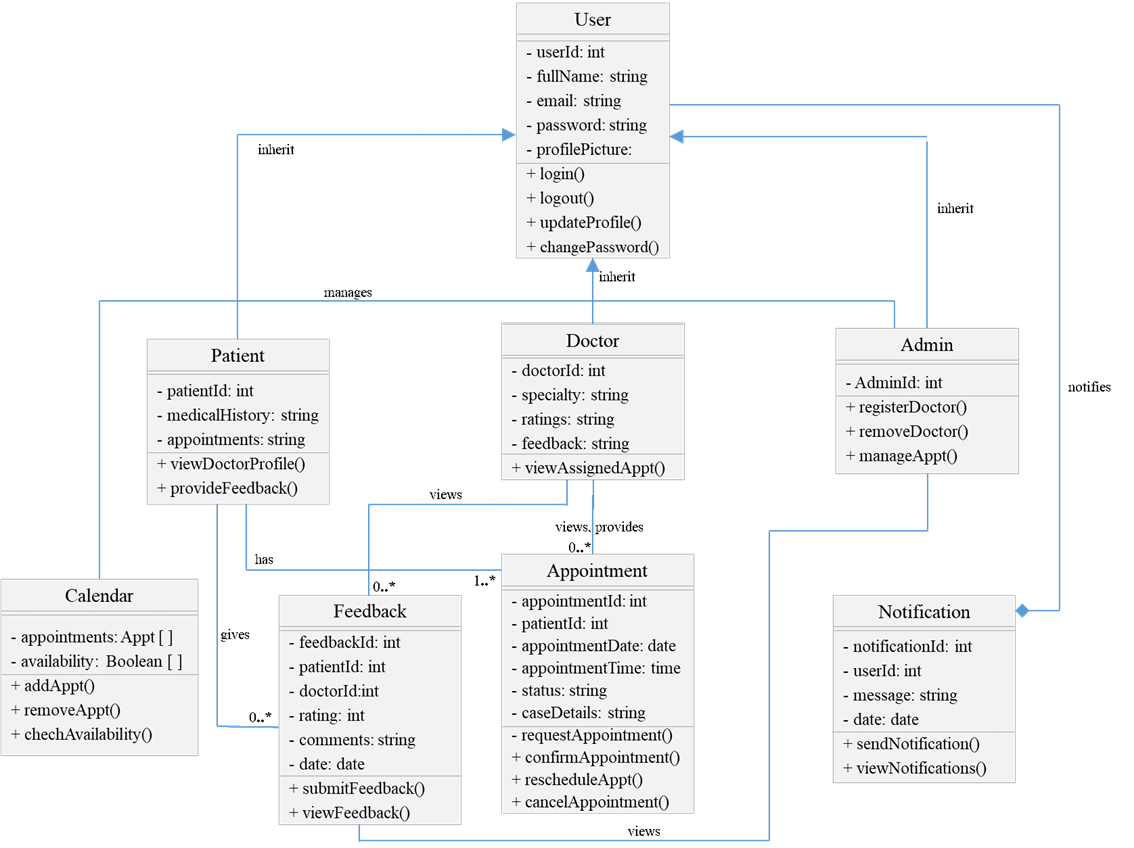 User
- userId: int
- fullName: string
- email: string
- password: string
- profilePicture:
+ login()
+ logout()
+ updateProfile()
+ changePassword()
inherit
inherit
inherit
manages
notifies
Patient
- patientId: int
- medicalHistory: string
- appointments: string
+ viewDoctorProfile()
+ provideFeedback()
Doctor
- doctorId: int
- specialty: string
- ratings: string
- feedback: string
+ viewAssignedAppt()
Admin
- AdminId: int
+ registerDoctor()
+ removeDoctor()
+ manageAppt()
views
views, provides
0..*
has
1..*
0..*
gives
0..*
Calendar
- appointments: Appt [ ]
- availability: Boolean [ ]
+ addAppt()
+ removeAppt()
+ chechAvailability()
Feedback
- feedbackId: int
- patientId: int
- doctorId:int
- rating: int
- comments: string
- date: date
+ submitFeedback()
+ viewFeedback()
Appointment
- appointmentId: int
- patientId: int
- appointmentDate: date
- appointmentTime: time
- status: string
- caseDetails: string
- requestAppointment()
+ confirmAppointment()
+ rescheduleAppt()
+ cancelAppointment()
Notification
- notificationId: int
- userId: int
- message: string
- date: date
+ sendNotification()
+ viewNotifications()
views